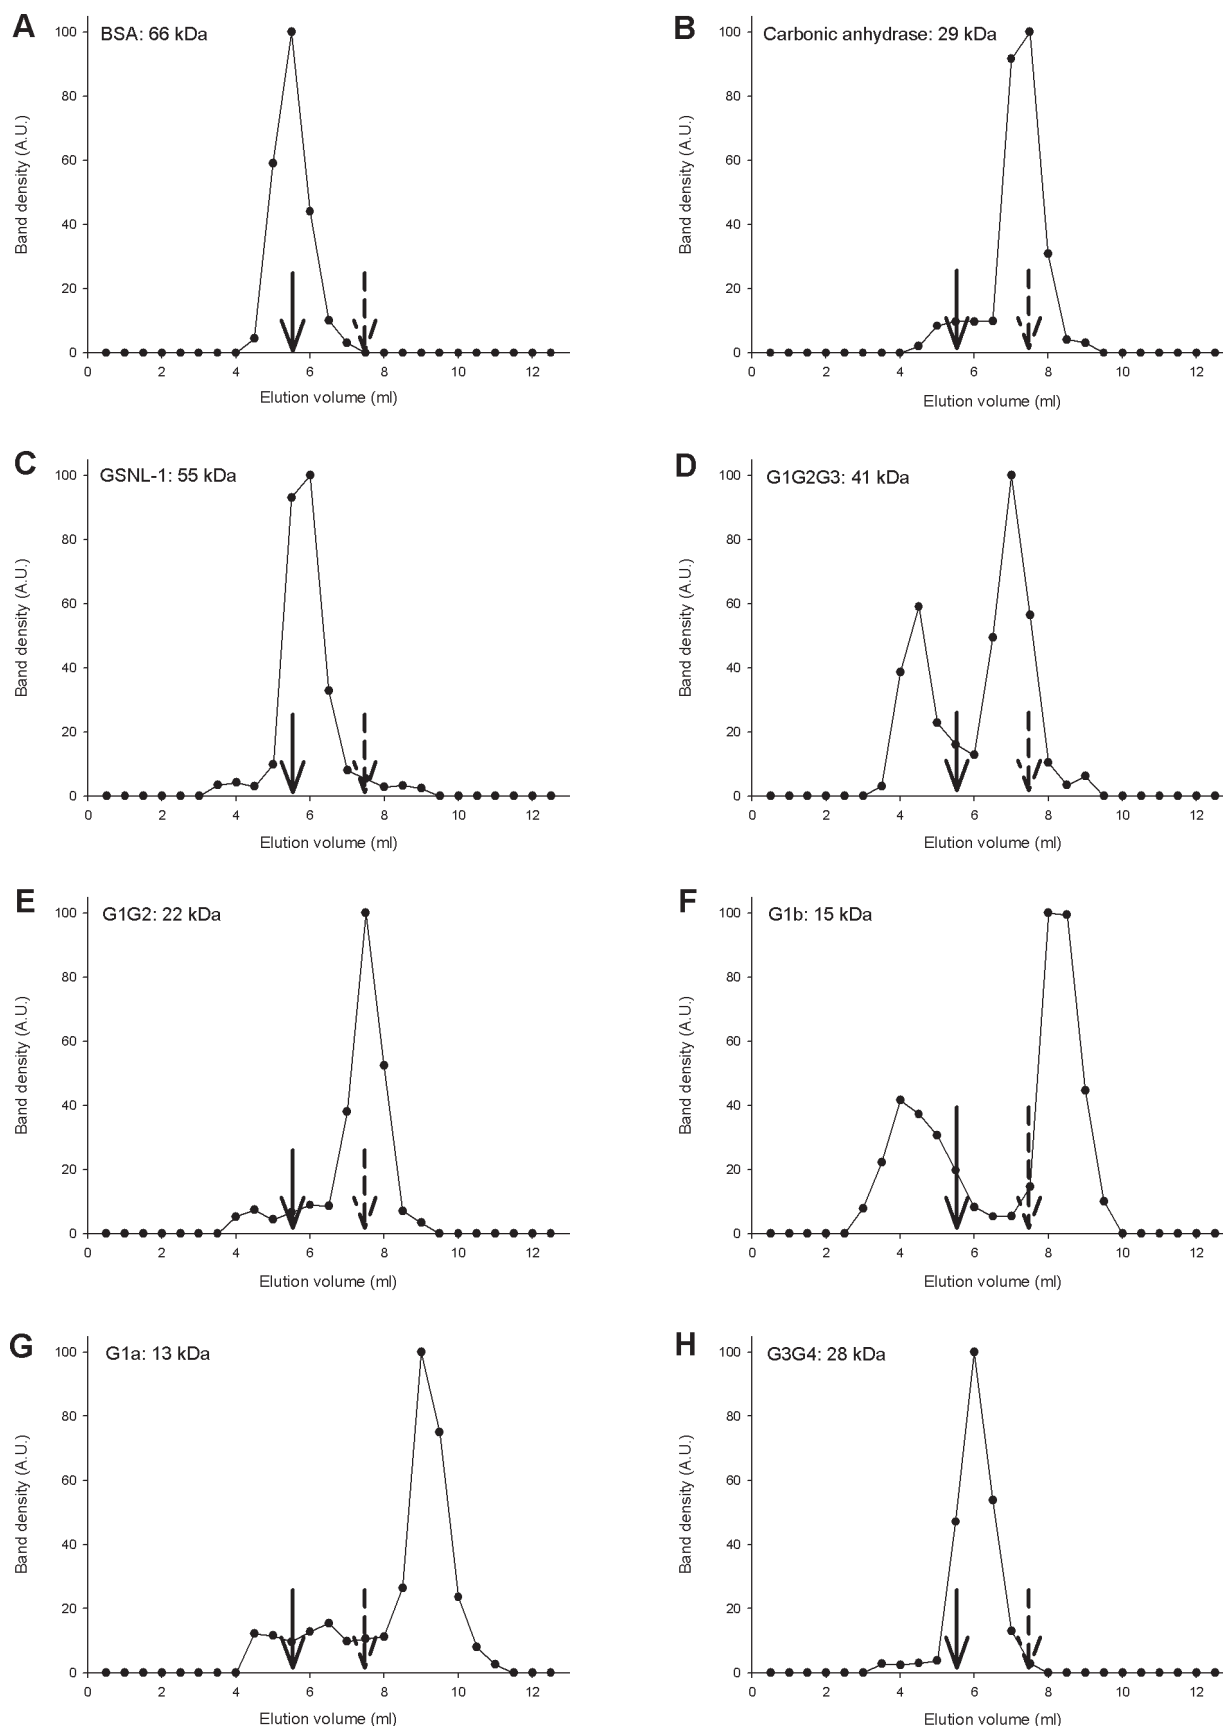 A
BSA: 66 kDa
Band density (A.U.)
100
80
60
40
20
0
0 2 4 6 8 10 12
Elution volume (ml)
B
Carbonic anhydrase: 29 kDa
Band density (A.U.)
100
80
60
40
20
0
0 2 4 6 8 10 12
Elution volume (ml)
C
GSNL-1: 55 kDa
Band density (A.U.)
100
80
60
40
20
0
0 2 4 6 8 10 12
Elution volume (ml)
D
G1G2G3: 41 kDa
Band density (A.U.)
100
80
60
40
20
0
0 2 4 6 8 10 12
Elution volume (ml)
E
G1G2: 22 kDa
Band density (A.U.)
100
80
60
40
20
0
0 2 4 6 8 10 12
Elution volume (ml)
F
G1b: 15 kDa
Band density (A.U.)
100
80
60
40
20
0
0 2 4 6 8 10 12
Elution volume (ml)
G
G1a: 13 kDa
Band density (A.U.)
100
80
60
40
20
0
0 2 4 6 8 10 12
Elution volume (ml)
H
G3G4: 28 kDa
Band density (A.U.)
100
80
60
40
20
0
0 2 4 6 8 10 12
Elution volume (ml)